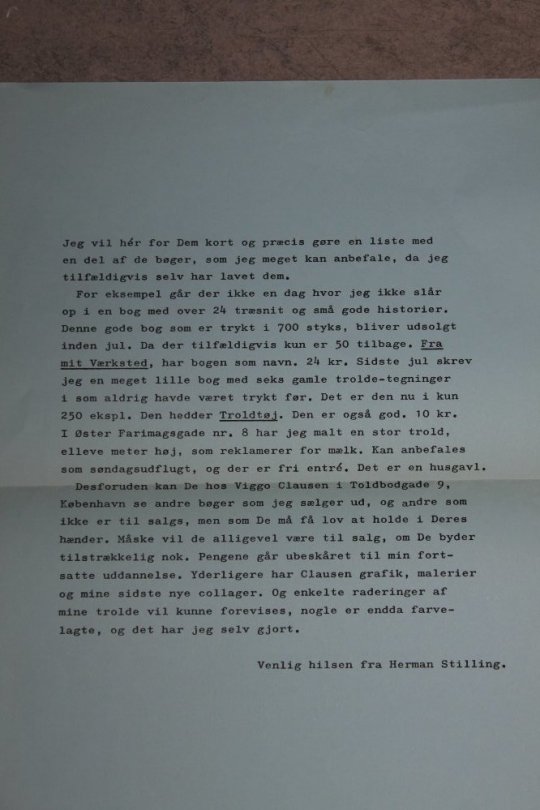 Jeg vil hér for Dem kort og præcis gøre en liste med
en del af de bøger, som jeg meget kan anbefale, da jeg
tilfældigvis selv har lavet dem.
For eksempel går der ikke en dag hvor jeg ikke slår
op i en bog med over 24 træsnit og små gode historier.
Denne gode bog som er trykt i 700 styks, bliver udsolgt
inden jul. Da der tilfældigvis kun er 50 tilbage. Fra
mit Værksted, har bogen som navn. 24 kr. Sidste jul skrev
jeg en meget lille bog med seks gamle trolde-tegninger
i som aldrig havde været trykt før. Det er den nu i kun
250 ekspl. Den hedder Troldtøj. Den er også god. 10 kr.
I Øster Farimagsgade nr. 8 har jeg malt en stor trold,
elleve meter høj, som reklamerer for mælk. Kan anbefales
som søndagsudflugt, og der er fri entré. Det er en husgavl.
Desforuden kan De hos Viggo Clausen i Toldbodgade 9,
København se andre bøger som jeg sælger ud, og andre som
ikke er til salgs, men som De må få lov at holde i Deres
hænder. Måske vil de alligevel være til salg, om De byder
tilstrækkelig nok. Pengene går ubeskåret til min fort-
satte uddannelse. Yderligere har Clausen grafik, malerier
og mine sidste nye collager. Og enkelte raderinger af
mine trolde vil kunne forevises, nogle er endda farve-
lagte, og det har jeg selv gjort.
Venlig hilsen fra Herman Stilling.